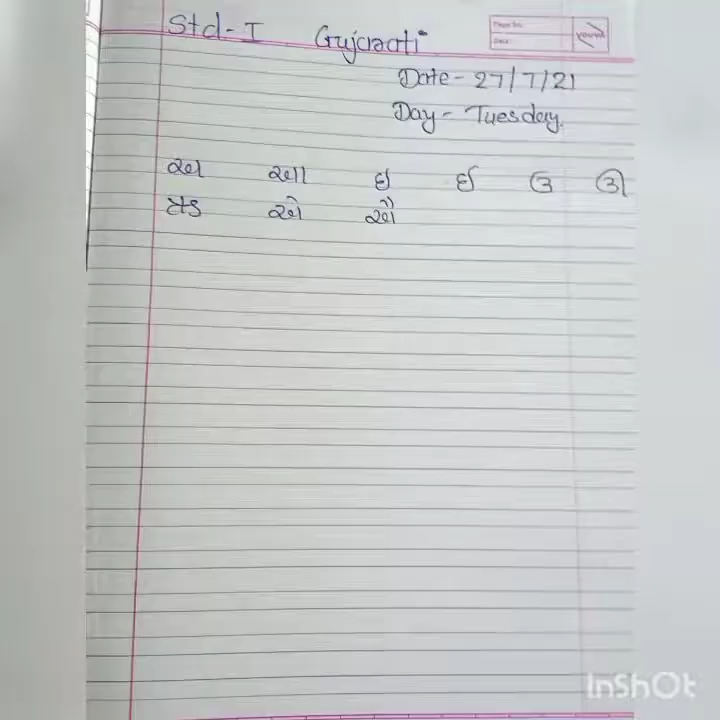 Std-I Gujarati
Date - 27/7/21
Day - Tuesday.
અ આ ઇ ઈ ઉ ઊ
ઋ એ ઐ
InShOt